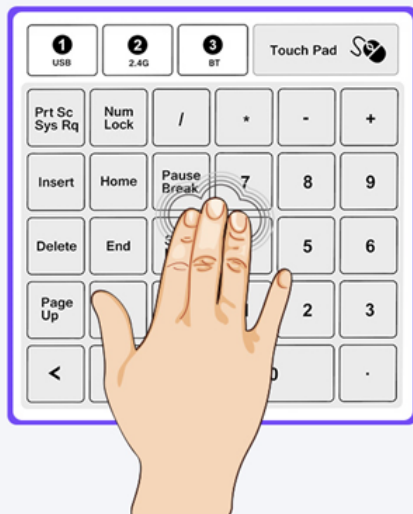 1
2
3
USB
2.4G
BT
Touch Pad
Prt Sc
Sys Rq
Num
Lock
/
*
-
+
Insert
Home
Pause
Break
7
8
9
Delete
End
5
6
Page
Up
2
3
<
.